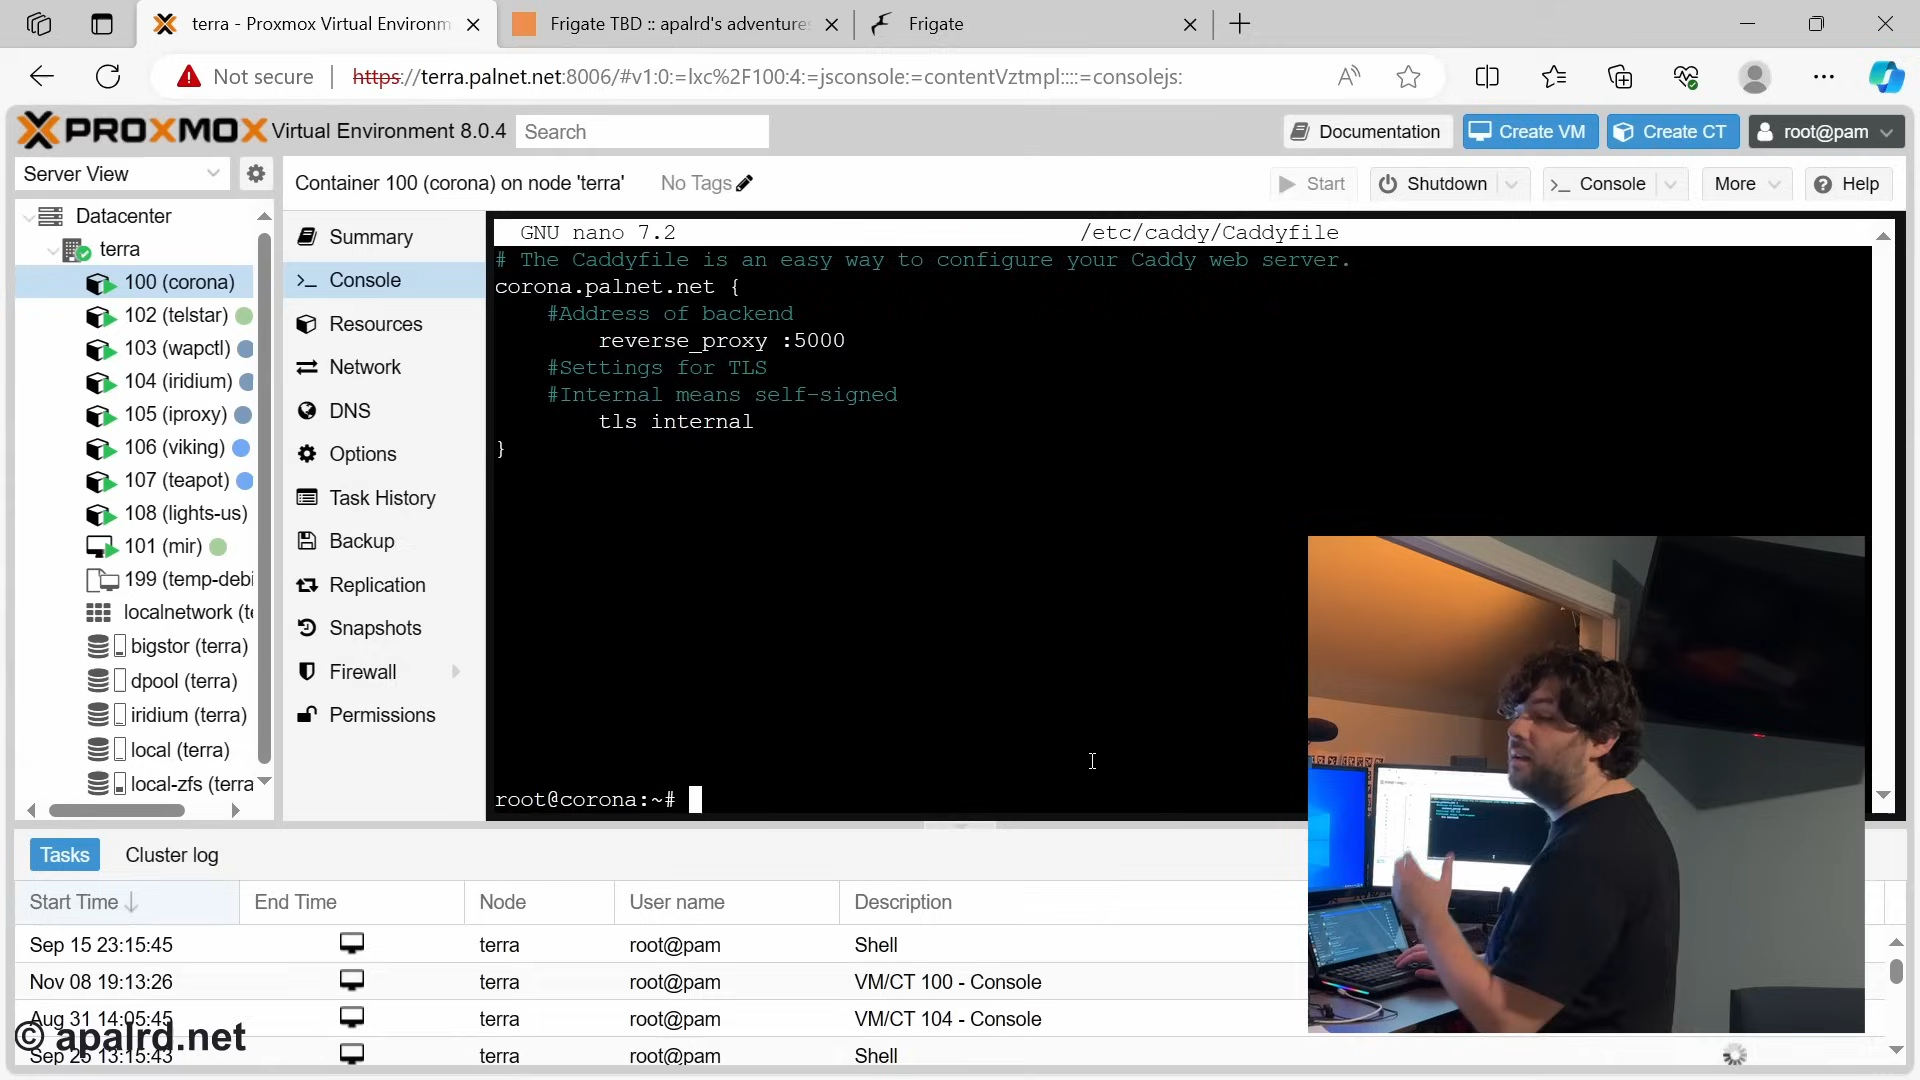 terra - Proxmox Virtual Environm
Frigate TBD :: apalrd's adventures
Frigate
Not secure
https://terra.palnet.net:8006/#v1:0:=lxc%2F100:4:=jsconsole:=contentVztmpl::::=consolejs:
PROXMOX Virtual Environment 8.0.4
Search
Documentation
Create VM
Create CT
root@pam
Server View
Container 100 (corona) on node 'terra'
No Tags
Start
Shutdown
Console
More
Help
Datacenter
terra
100 (corona)
102 (telstar)
103 (wapctl)
104 (iridium)
105 (iproxy)
106 (viking)
107 (teapot)
108 (lights-us)
101 (mir)
199 (temp-debi
localnetwork (te
bigstor (terra)
dpool (terra)
iridium (terra)
local (terra)
local-zfs (terra
Summary
Console
Resources
Network
DNS
Options
Task History
Backup
Replication
Snapshots
Firewall
Permissions
GNU nano 7.2 /etc/caddy/Caddyfile
# The Caddyfile is an easy way to configure your Caddy web server.
corona.palnet.net {
#Address of backend
reverse_proxy :5000
#Settings for TLS
#Internal means self-signed
tls internal
}
root@corona:~#
Tasks
Cluster log
Start Time End Time Node User name Description
Sep 15 23:15:45 terra root@pam Shell
Nov 08 19:13:26 terra root@pam VM/CT 100 - Console
Aug 31 14:05:45 terra root@pam VM/CT 104 - Console
Sep 25 13:15:43 terra root@pam Shell
© apalrd.net